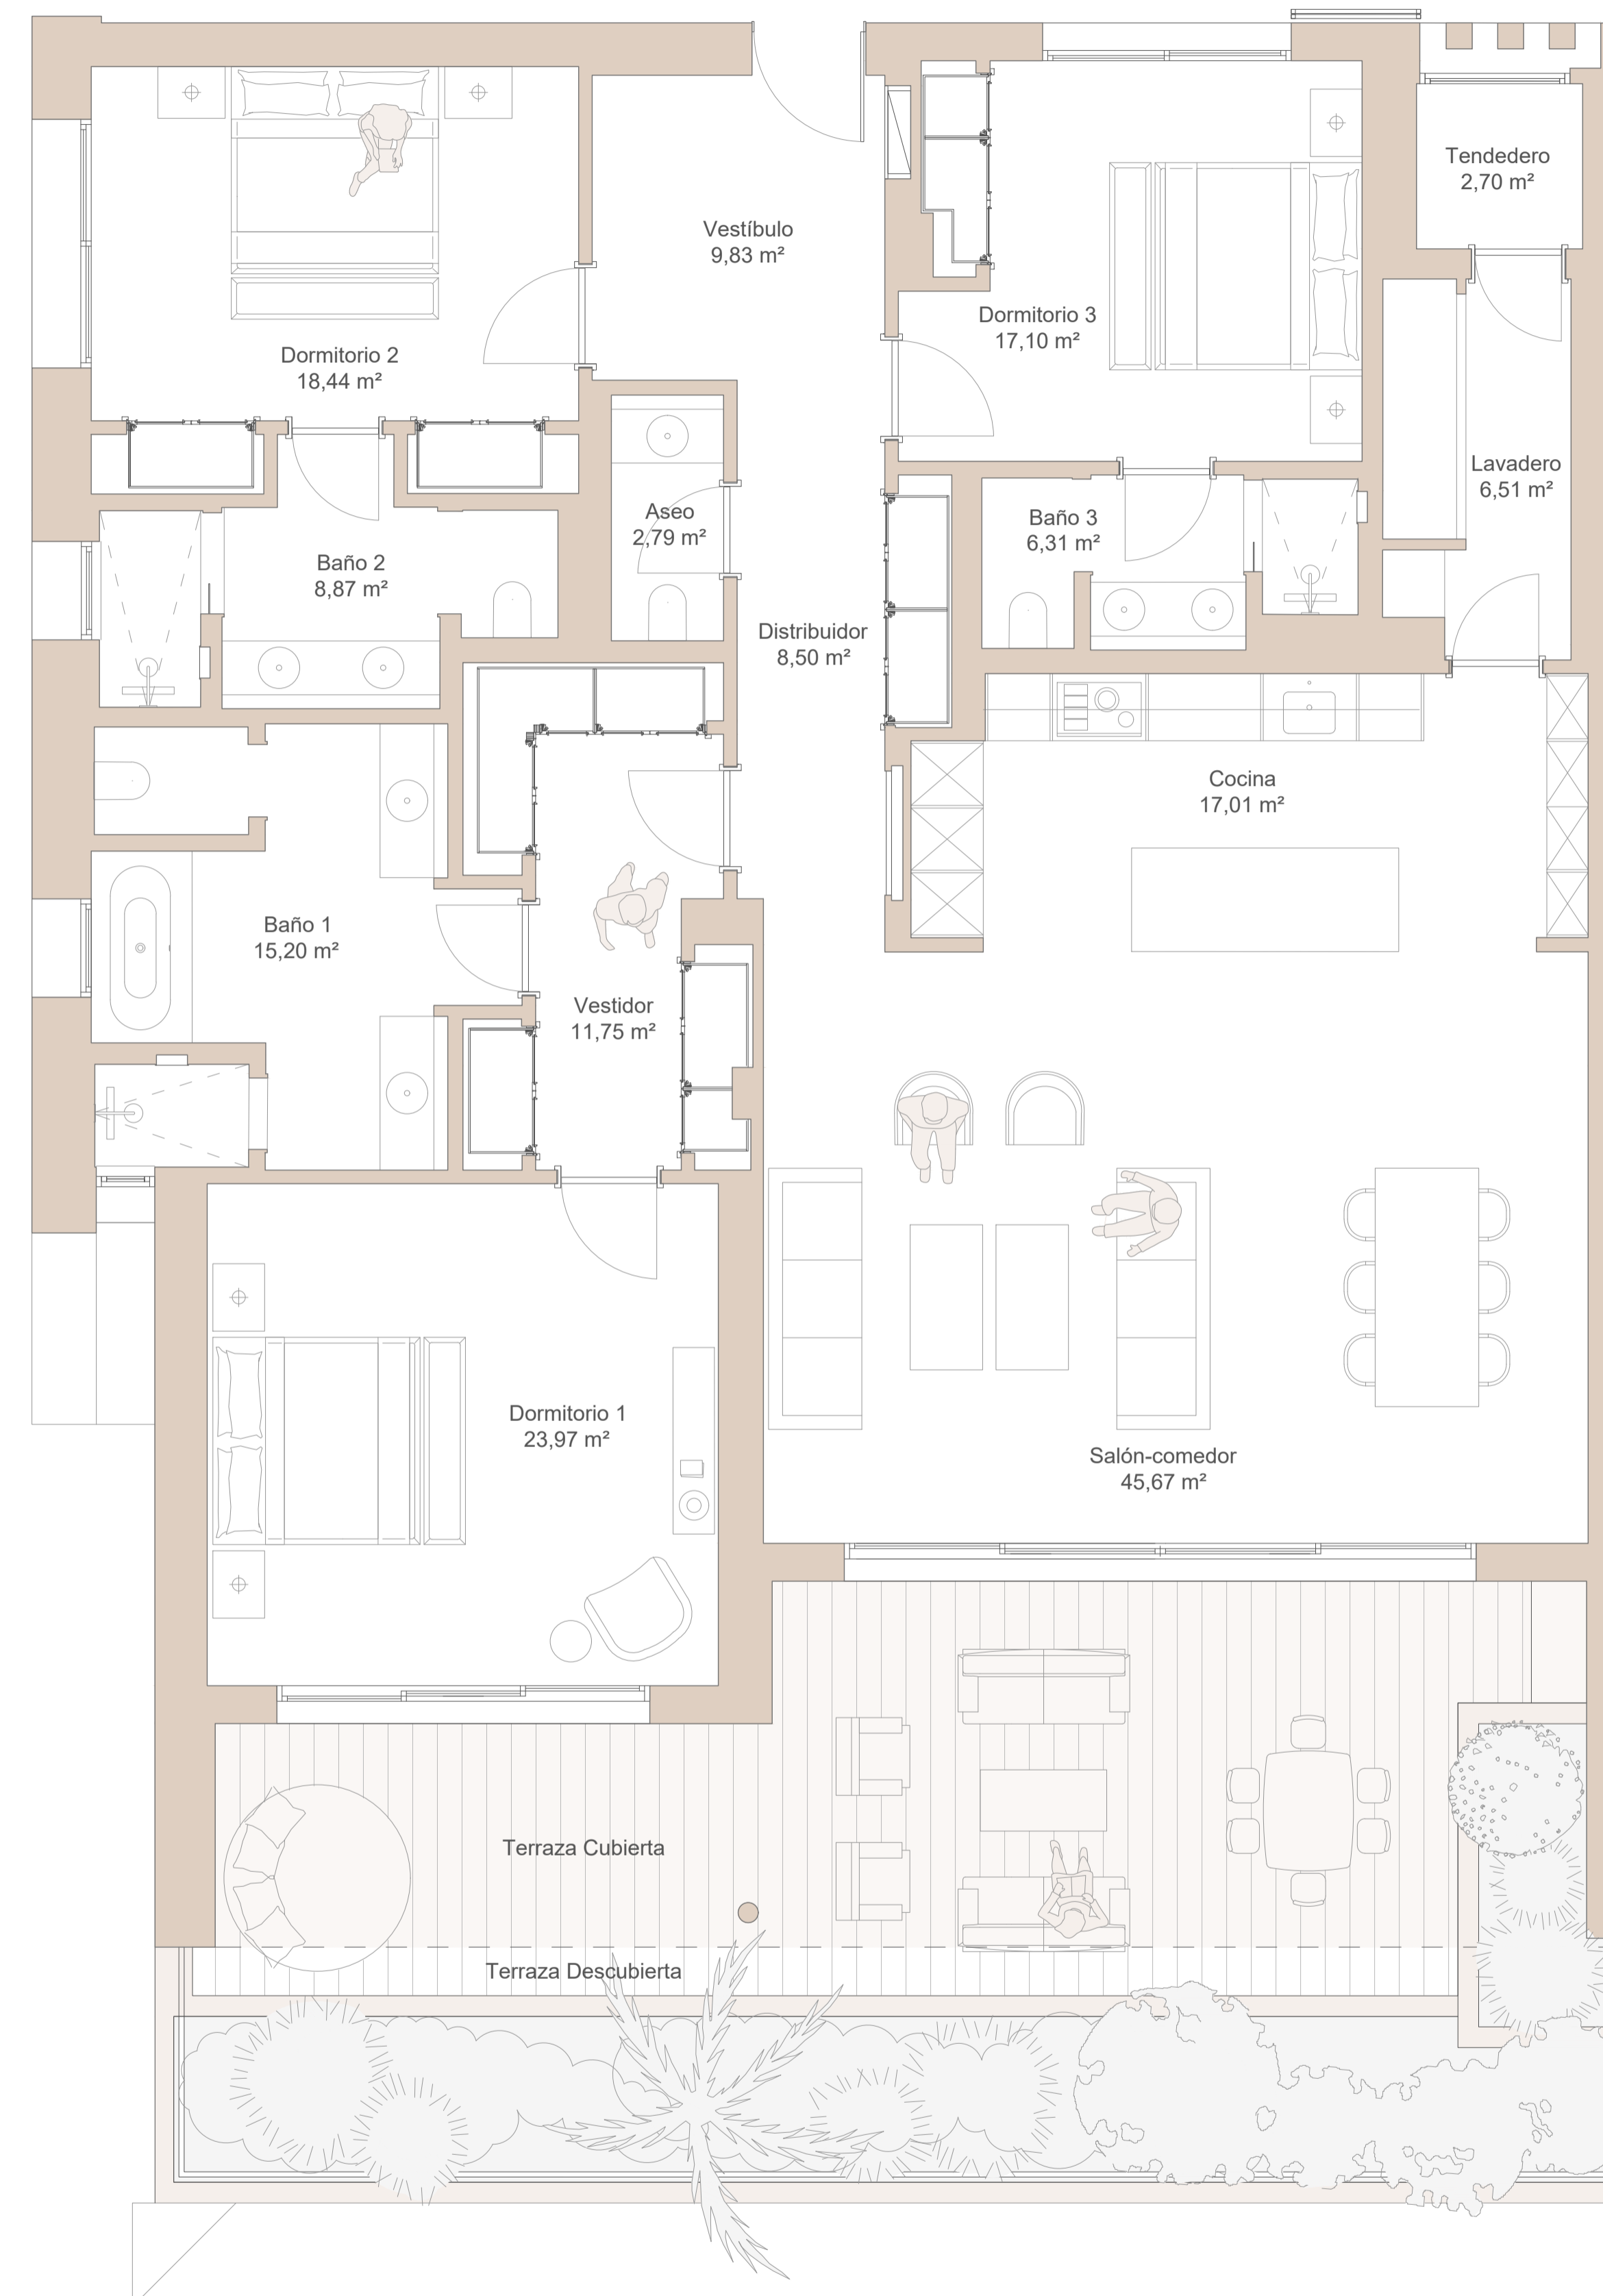 Tendedero
2,70 m²
Vestíbulo
9,83 m²
Dormitorio 3
17,10 m²
Dormitorio 2
18,44 m²
Lavadero
6,51 m²
Aseo
2,79 m²
Baño 3
6,31 m²
Baño 2
8,87 m²
Distribuidor
8,50 m²
Cocina
17,01 m²
Baño 1
15,20 m²
Vestidor
11,75 m²
Dormitorio 1
23,97 m²
Salón-comedor
45,67 m²
Terraza Cubierta
Terraza Descubierta